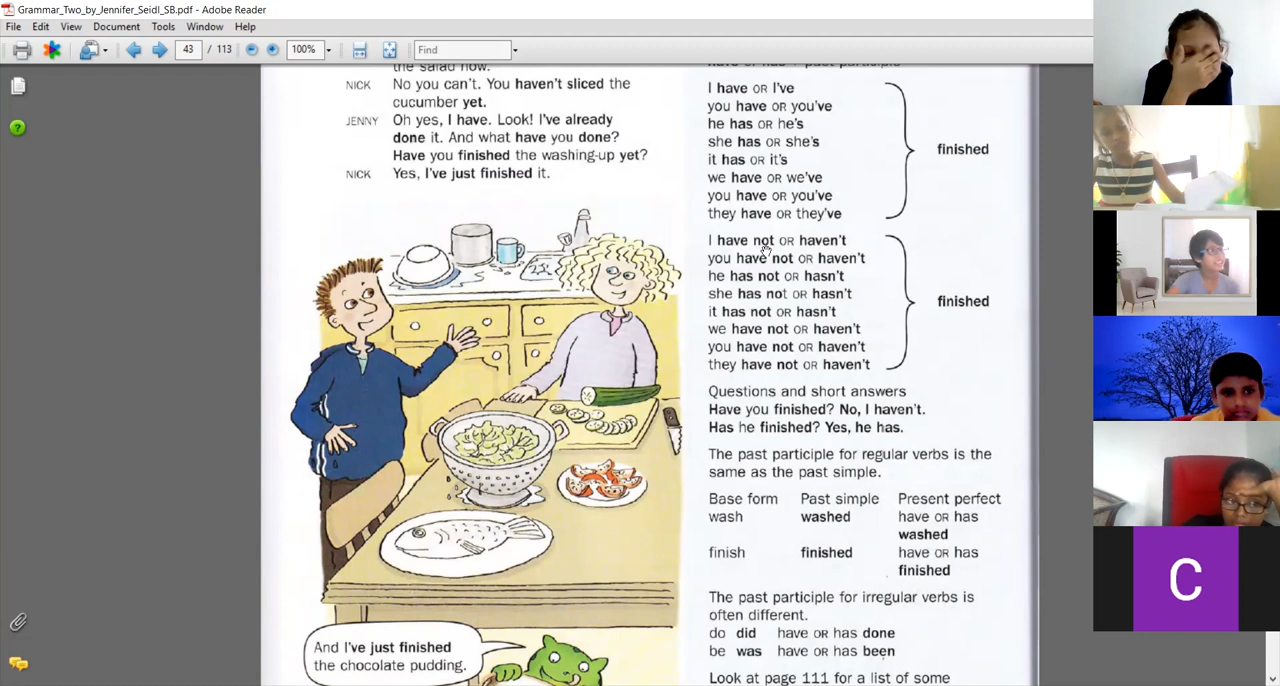 Grammar_Two_by_Jennifer_Seidl_SB.pdf - Adobe Reader
File Edit View Document Tools Window Help
43 / 113 100% Find
the salad now.
NICK No you can't. You haven't sliced the
cucumber yet.
JENNY Oh yes, I have. Look! I've already
done it. And what have you done?
Have you finished the washing-up yet?
NICK Yes, I've just finished it.
And I've just finished
the chocolate pudding.
have or has + past participle
I have OR I've
you have OR you've
he has OR he's
she has OR she's
it has OR it's
we have OR we've
you have OR you've
they have OR they've
finished
I have not OR haven't
you have not OR haven't
he has not OR hasn't
she has not OR hasn't
it has not OR hasn't
we have not OR haven't
you have not OR haven't
they have not OR haven't
finished
Questions and short answers
Have you finished? No, I haven't.
Has he finished? Yes, he has.
The past participle for regular verbs is the
same as the past simple.
Base form Past simple Present perfect
wash washed have OR has
washed
finish finished have OR has
finished
The past participle for irregular verbs is
often different.
do did have OR has done
be was have OR has been
Look at page 111 for a list of some
C